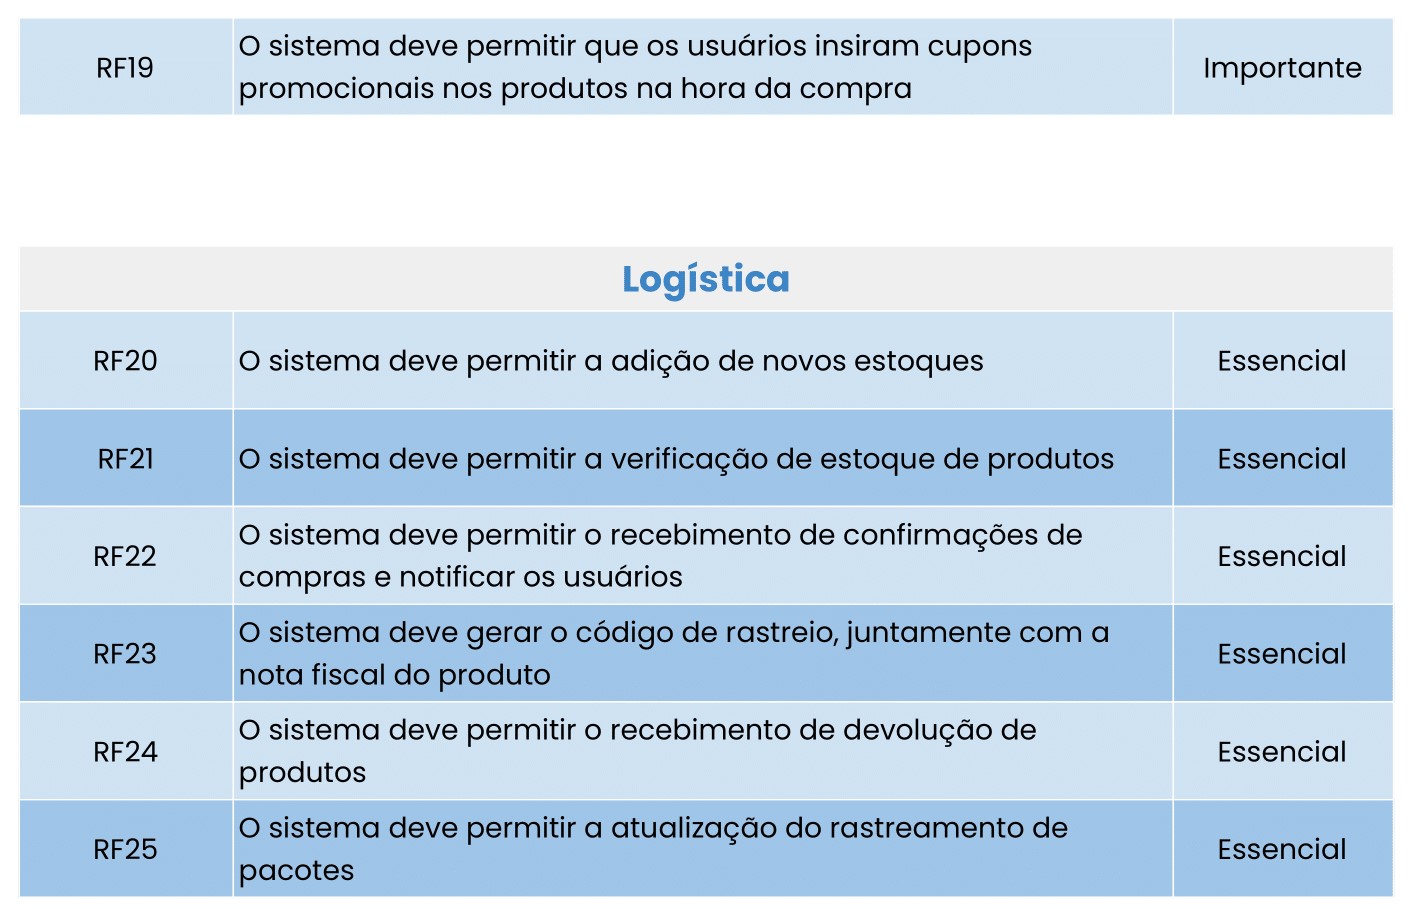 RF19
O sistema deve permitir que os usuários insiram cupons
promocionais nos produtos na hora da compra
Importante
Logística
RF20
O sistema deve permitir a adição de novos estoques
Essencial
RF21
O sistema deve permitir a verificação de estoque de produtos
Essencial
RF22
O sistema deve permitir o recebimento de confirmações de
compras e notificar os usuários
Essencial
RF23
O sistema deve gerar o código de rastreio, juntamente com a
nota fiscal do produto
Essencial
RF24
O sistema deve permitir o recebimento de devolução de
produtos
Essencial
RF25
O sistema deve permitir a atualização do rastreamento de
pacotes
Essencial